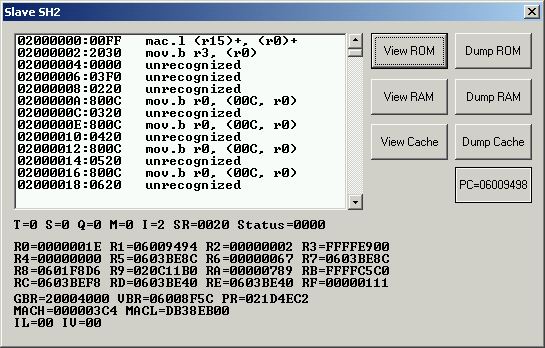 Slave SH2
02000000:00FF mac.l (r15)+, (r0)+
02000002:2030 mov.b r3, (r0)
02000004:0000 unrecognized
02000006:03F0 unrecognized
02000008:0220 unrecognized
0200000A:800C mov.b r0, (00C, r0)
0200000C:0320 unrecognized
0200000E:800C mov.b r0, (00C, r0)
02000010:0420 unrecognized
02000012:800C mov.b r0, (00C, r0)
02000014:0520 unrecognized
02000016:800C mov.b r0, (00C, r0)
02000018:0620 unrecognized
View ROM
Dump ROM
View RAM
Dump RAM
View Cache
Dump Cache
PC=06009498
T=0 S=0 Q=0 M=0 I=2 SR=0020 Status=0000
R0=0000001E R1=06009494 R2=00000002 R3=FFFFE900
R4=00000000 R5=0603BE8C R6=00000067 R7=0603BE8C
R8=0601F8D6 R9=020C11B0 RA=00000789 RB=FFFFC5C0
RC=0603BEF8 RD=0603BE40 RE=0603BE40 RF=00000111
GBR=20004000 VBR=06008F5C PR=021D4EC2
MACH=000003C4 MACL=DB38EB00
IL=00 IV=00